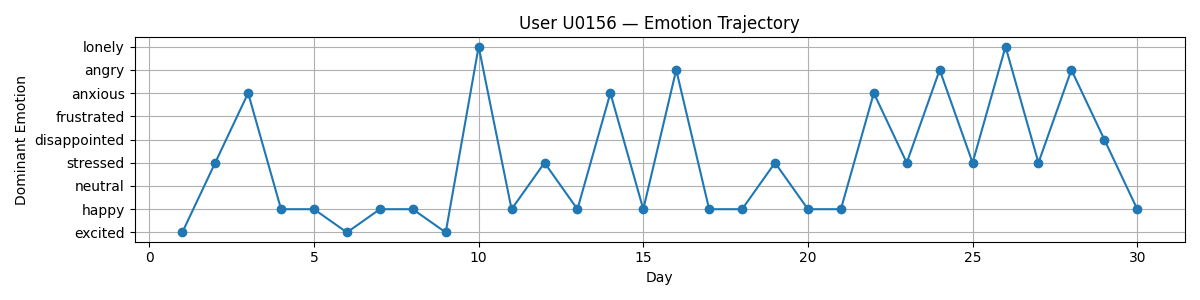 User U0156 — Emotion Trajectory
Dominant Emotion
lonely
angry
anxious
frustrated
disappointed
stressed
neutral
happy
excited
0 5 10 15 20 25 30
Day